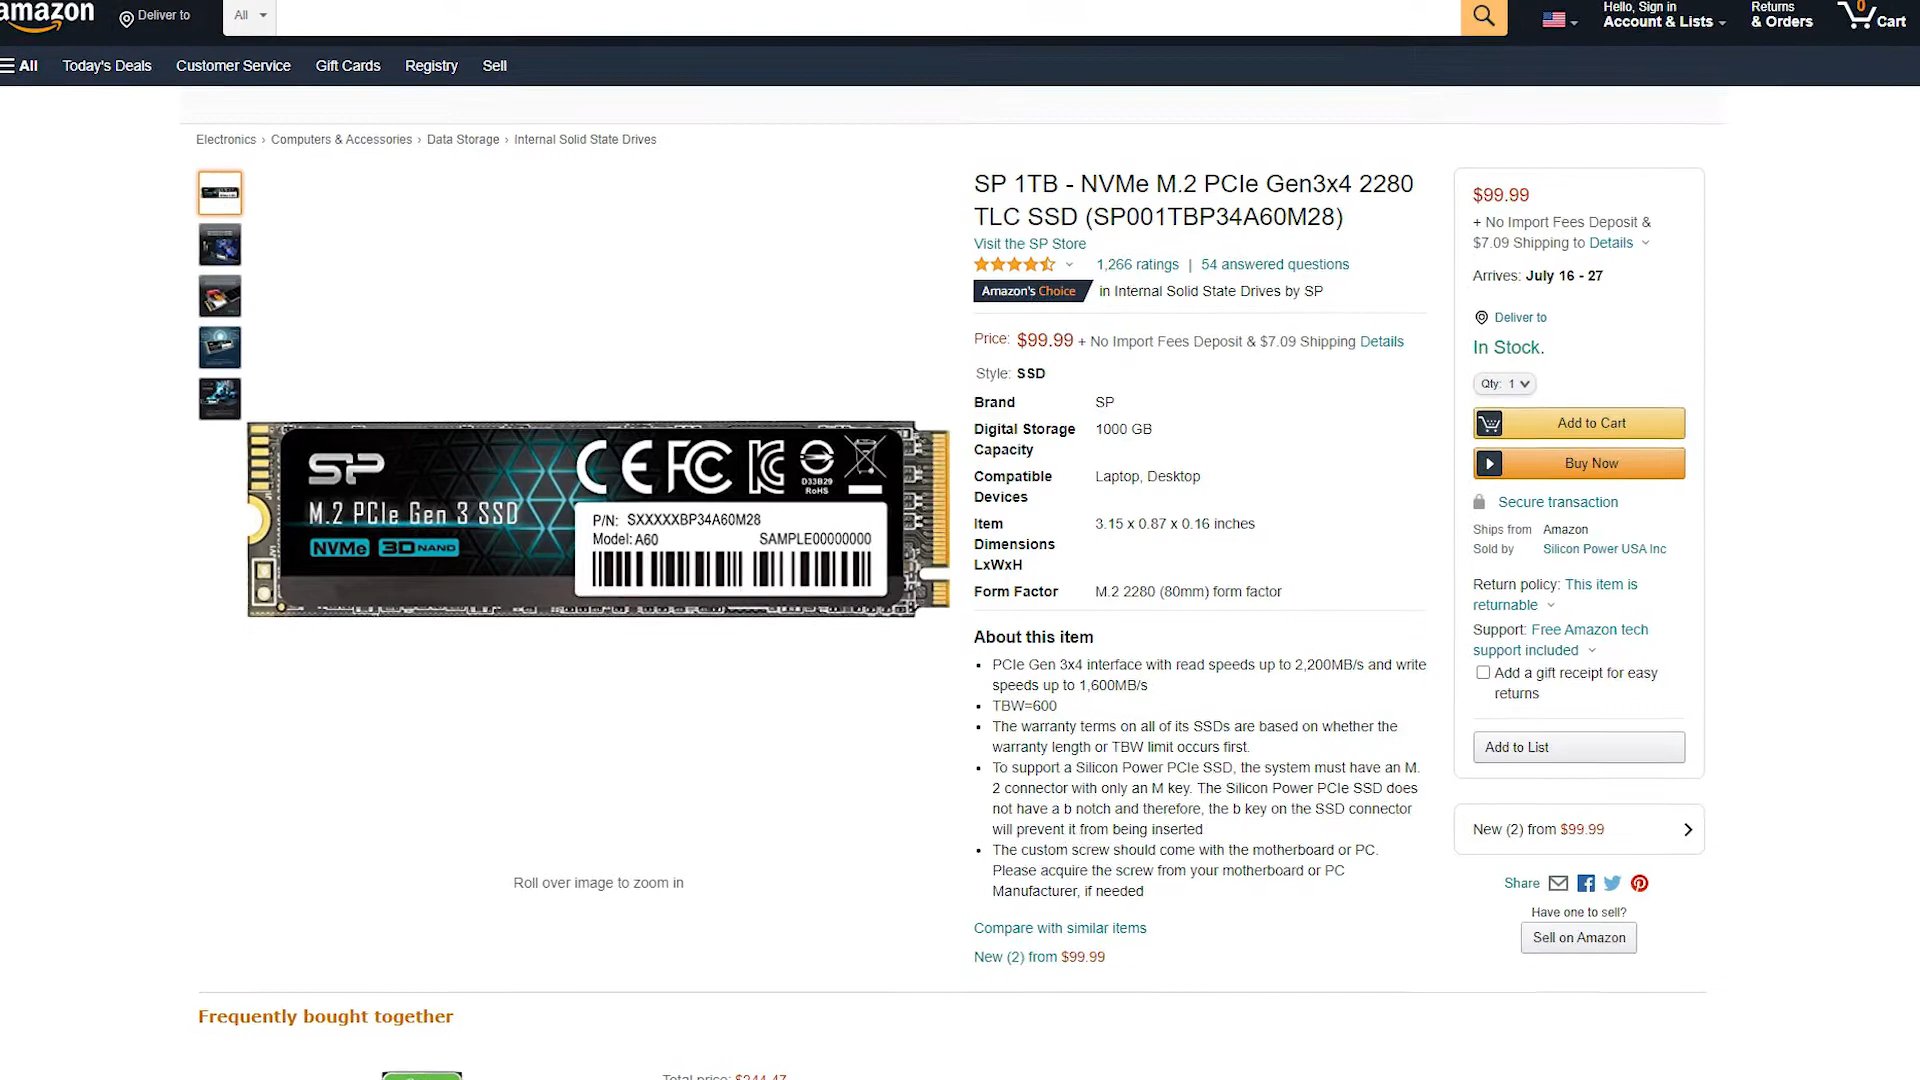 amazon
Deliver to
All
Hello, Sign in
Account & Lists
Returns
& Orders
0
Cart
All
Today's Deals
Customer Service
Gift Cards
Registry
Sell
Electronics › Computers & Accessories › Data Storage › Internal Solid State Drives
SP 1TB - NVMe M.2 PCIe Gen3x4 2280
TLC SSD (SP001TBP34A60M28)
Visit the SP Store
1,266 ratings | 54 answered questions
Amazon's Choice in Internal Solid State Drives by SP
Price: $99.99 + No Import Fees Deposit & $7.09 Shipping Details
Style: SSD
Brand SP
Digital Storage 1000 GB
Capacity
Compatible Laptop, Desktop
Devices
Item 3.15 x 0.87 x 0.16 inches
Dimensions
LxWxH
Form Factor M.2 2280 (80mm) form factor
About this item
• PCIe Gen 3x4 interface with read speeds up to 2,200MB/s and write
speeds up to 1,600MB/s
• TBW=600
• The warranty terms on all of its SSDs are based on whether the
warranty length or TBW limit occurs first.
• To support a Silicon Power PCIe SSD, the system must have an M.
2 connector with only an M key. The Silicon Power PCIe SSD does
not have a b notch and therefore, the b key on the SSD connector
will prevent it from being inserted
• The custom screw should come with the motherboard or PC.
Please acquire the screw from your motherboard or PC
Manufacturer, if needed
Compare with similar items
New (2) from $99.99
SP
M.2 PCIe Gen 3 SSD
NVMe 3D NAND
CE FC
D33B29
RoHS
P/N: SXXXXXBP34A60M28
Model: A60 SAMPLE00000000
Roll over image to zoom in
$99.99
+ No Import Fees Deposit &
$7.09 Shipping to Details
Arrives: July 16 - 27
Deliver to
In Stock.
Qty: 1
Add to Cart
Buy Now
Secure transaction
Ships from Amazon
Sold by Silicon Power USA Inc
Return policy: This item is
returnable
Support: Free Amazon tech
support included
Add a gift receipt for easy
returns
Add to List
New (2) from $99.99
Share
Have one to sell?
Sell on Amazon
Frequently bought together
Total price: $244.47